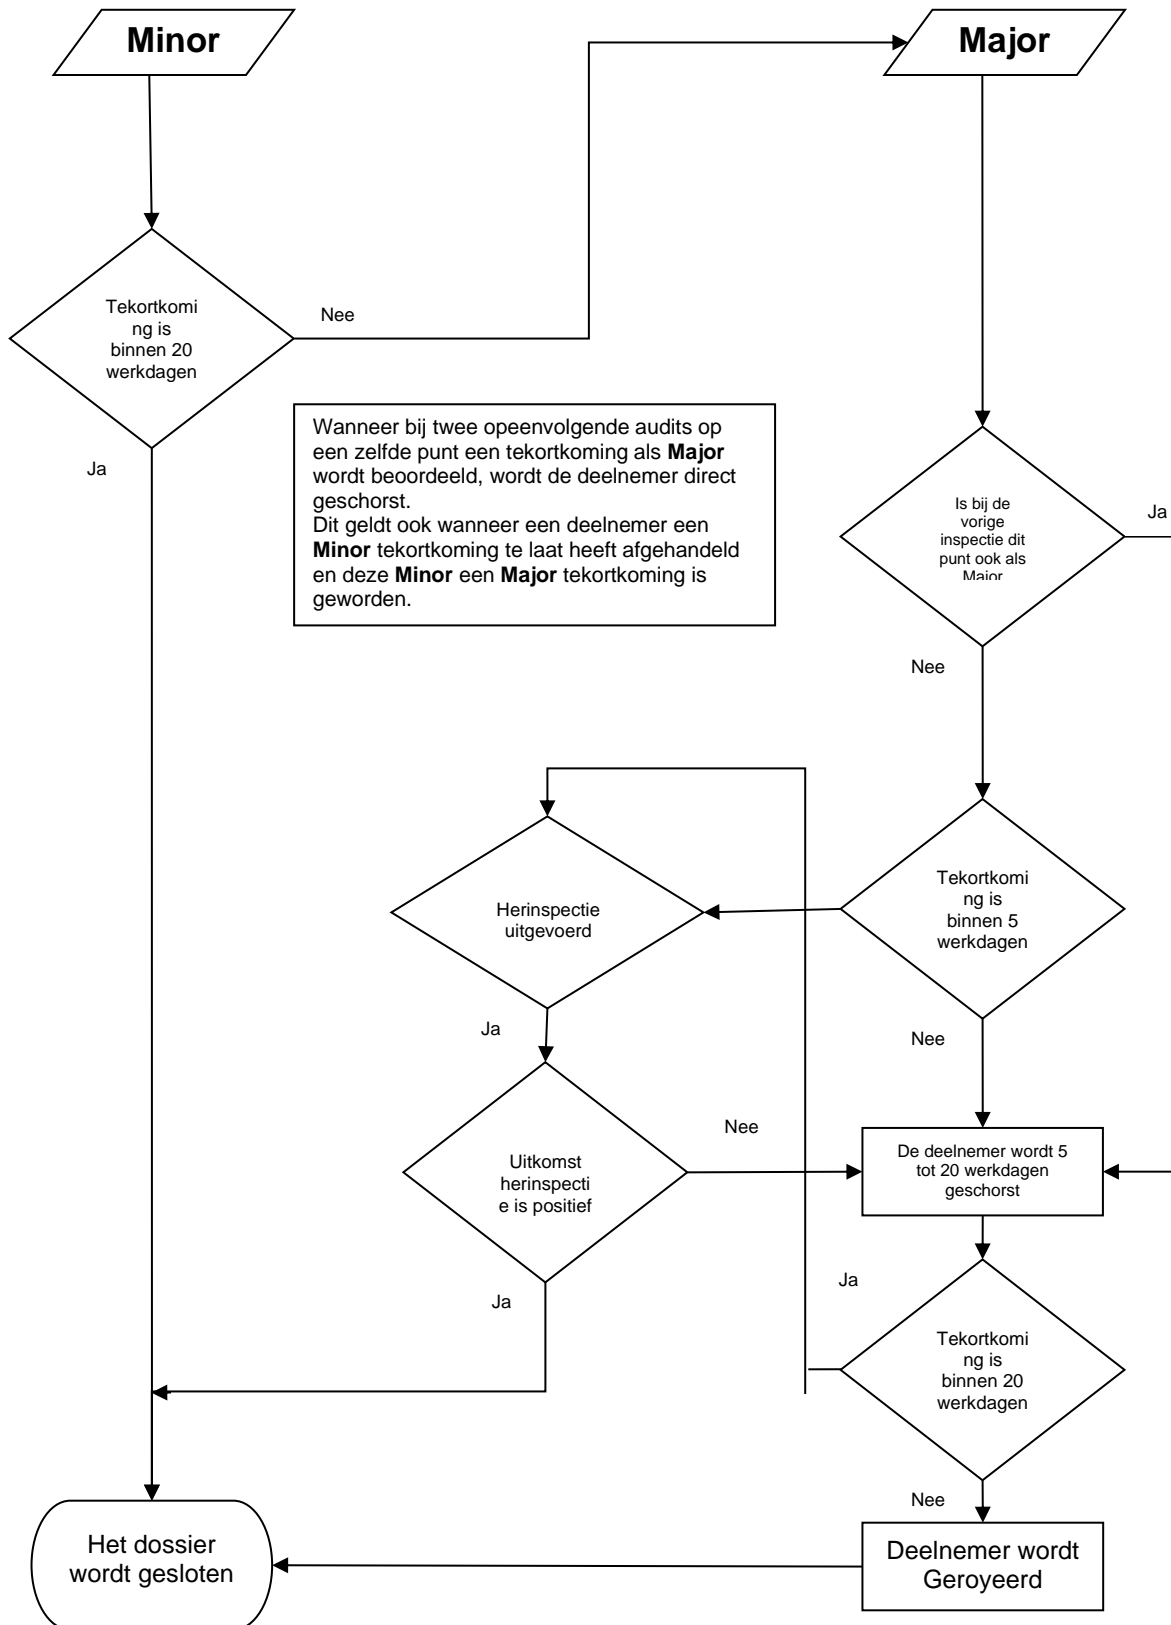 Minor
Major
Tekortkomi
ng is
binnen 20
werkdagen
Nee
Ja
Wanneer bij twee opeenvolgende audits op
een zelfde punt een tekortkoming als Major
wordt beoordeeld, wordt de deelnemer direct
geschorst.
Dit geldt ook wanneer een deelnemer een
Minor tekortkoming te laat heeft afgehandeld
en deze Minor een Major tekortkoming is
geworden.
Is bij de
vorige
inspectie dit
punt ook als
Major
Ja
Nee
Herinspectie
uitgevoerd
Tekortkomi
ng is
binnen 5
werkdagen
Ja
Nee
Uitkomst
herinspecti
e is positief
Nee
De deelnemer wordt 5
tot 20 werkdagen
geschorst
Ja
Ja
Tekortkomi
ng is
binnen 20
werkdagen
Nee
Het dossier
wordt gesloten
Deelnemer wordt
Geroyeerd